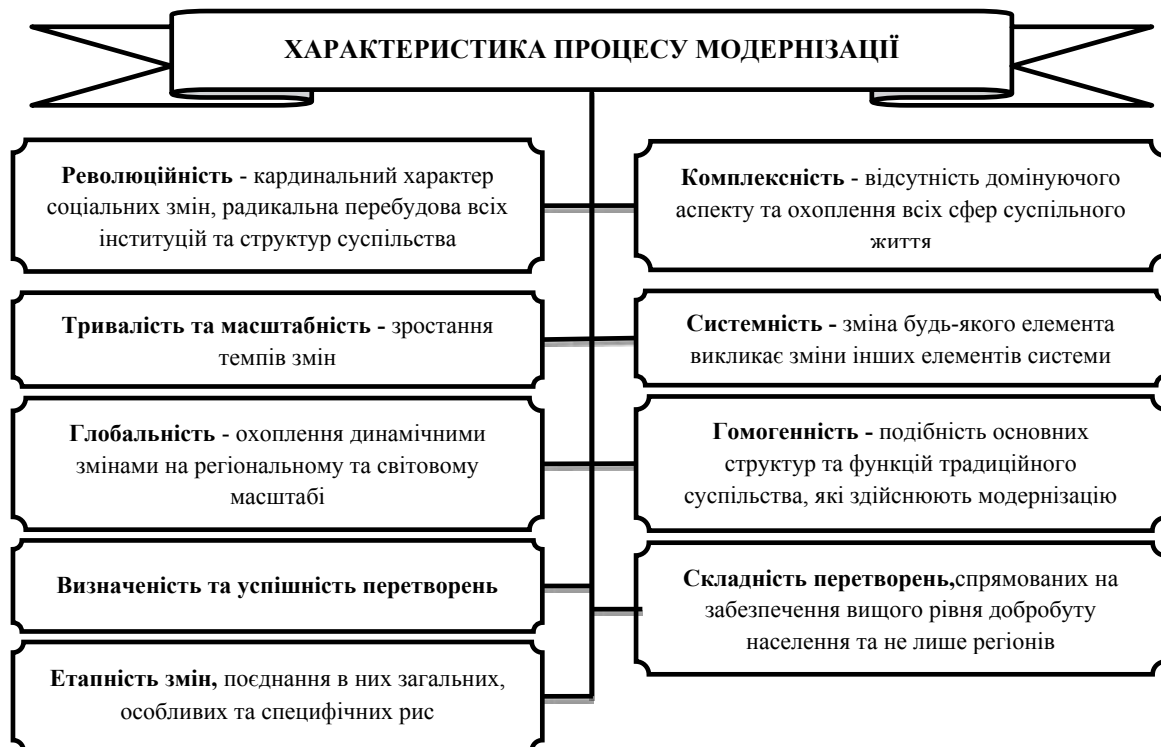 ХАРАКТЕРИСТИКА ПРОЦЕСУ МОДЕРНІЗАЦІЇ
Революційність - кардинальний характер
соціальних змін, радикальна перебудова всіх
інституцій та структур суспільства
Комплексність - відсутність домінуючого
аспекту та охоплення всіх сфер суспільного
життя
Тривалість та масштабність - зростання
темпів змін
Системність - зміна будь-якого елемента
викликає зміни інших елементів системи
Глобальність - охоплення динамічними
змінами на регіональному та світовому
масштабі
Гомогенність - подібність основних
структур та функцій традиційного
суспільства, які здійснюють модернізацію
Визначеність та успішність перетворень
Складність перетворень,спрямованих на
забезпечення вищого рівня добробуту
населення та не лише регіонів
Етапність змін, поєднання в них загальних,
особливих та специфічних рис